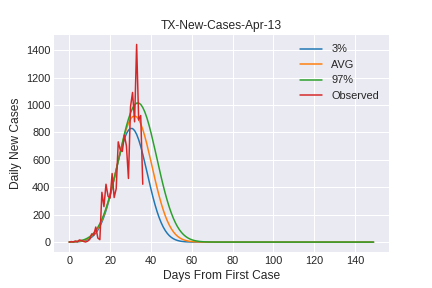 TX-New-Cases-Apr-13
1400
1200
1000
800
600
400
200
0
Daily New Cases
3%
AVG
97%
Observed
0 20 40 60 80 100 120 140
Days From First Case